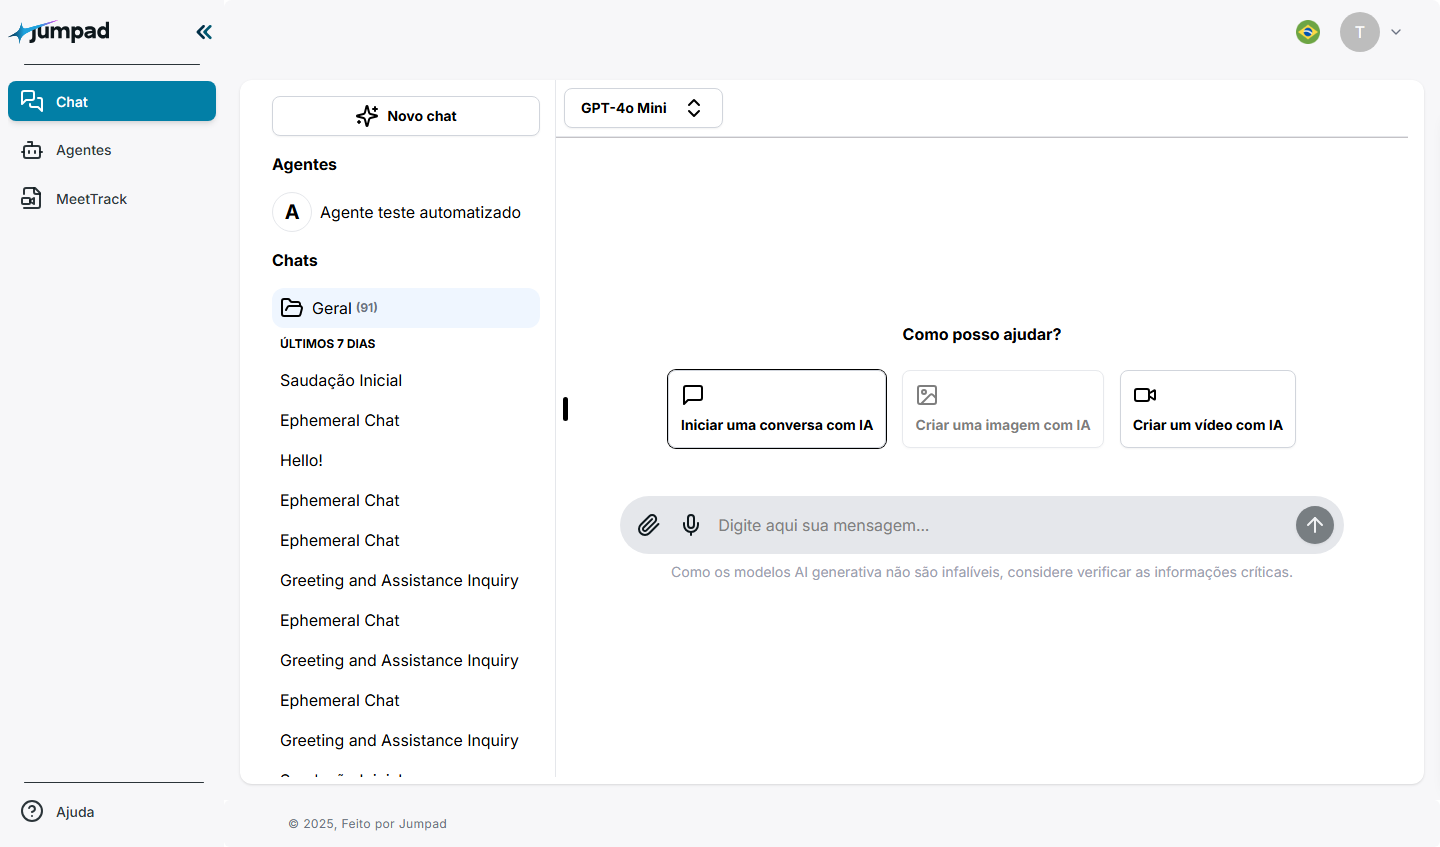 jumpad
Chat
Agentes
MeetTrack
Ajuda
T
Novo chat
Agentes
A
Agente teste automatizado
Chats
Geral (91)
ÚLTIMOS 7 DIAS
Saudação Inicial
Ephemeral Chat
Hello!
Ephemeral Chat
Ephemeral Chat
Greeting and Assistance Inquiry
Ephemeral Chat
Greeting and Assistance Inquiry
Ephemeral Chat
Greeting and Assistance Inquiry
GPT-4o Mini
Como posso ajudar?
Iniciar uma conversa com IA
Criar uma imagem com IA
Criar um vídeo com IA
Digite aqui sua mensagem...
Como os modelos AI generativa não são infalíveis, considere verificar as informações críticas.
© 2025, Feito por Jumpad